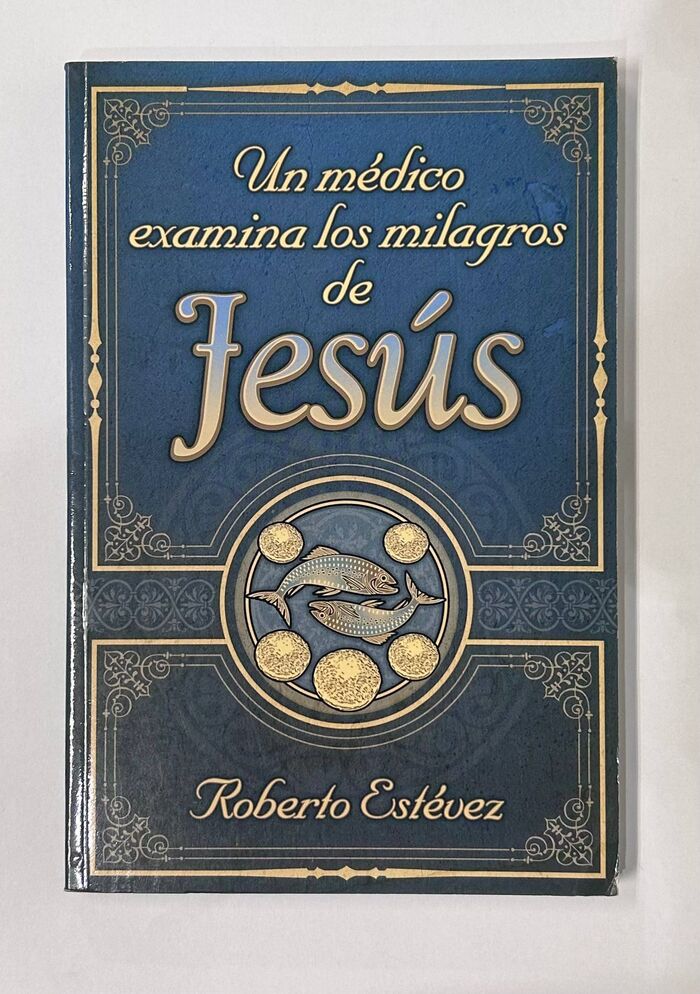 Un médico
examina los milagros
de
Jesús
Roberto Estévez